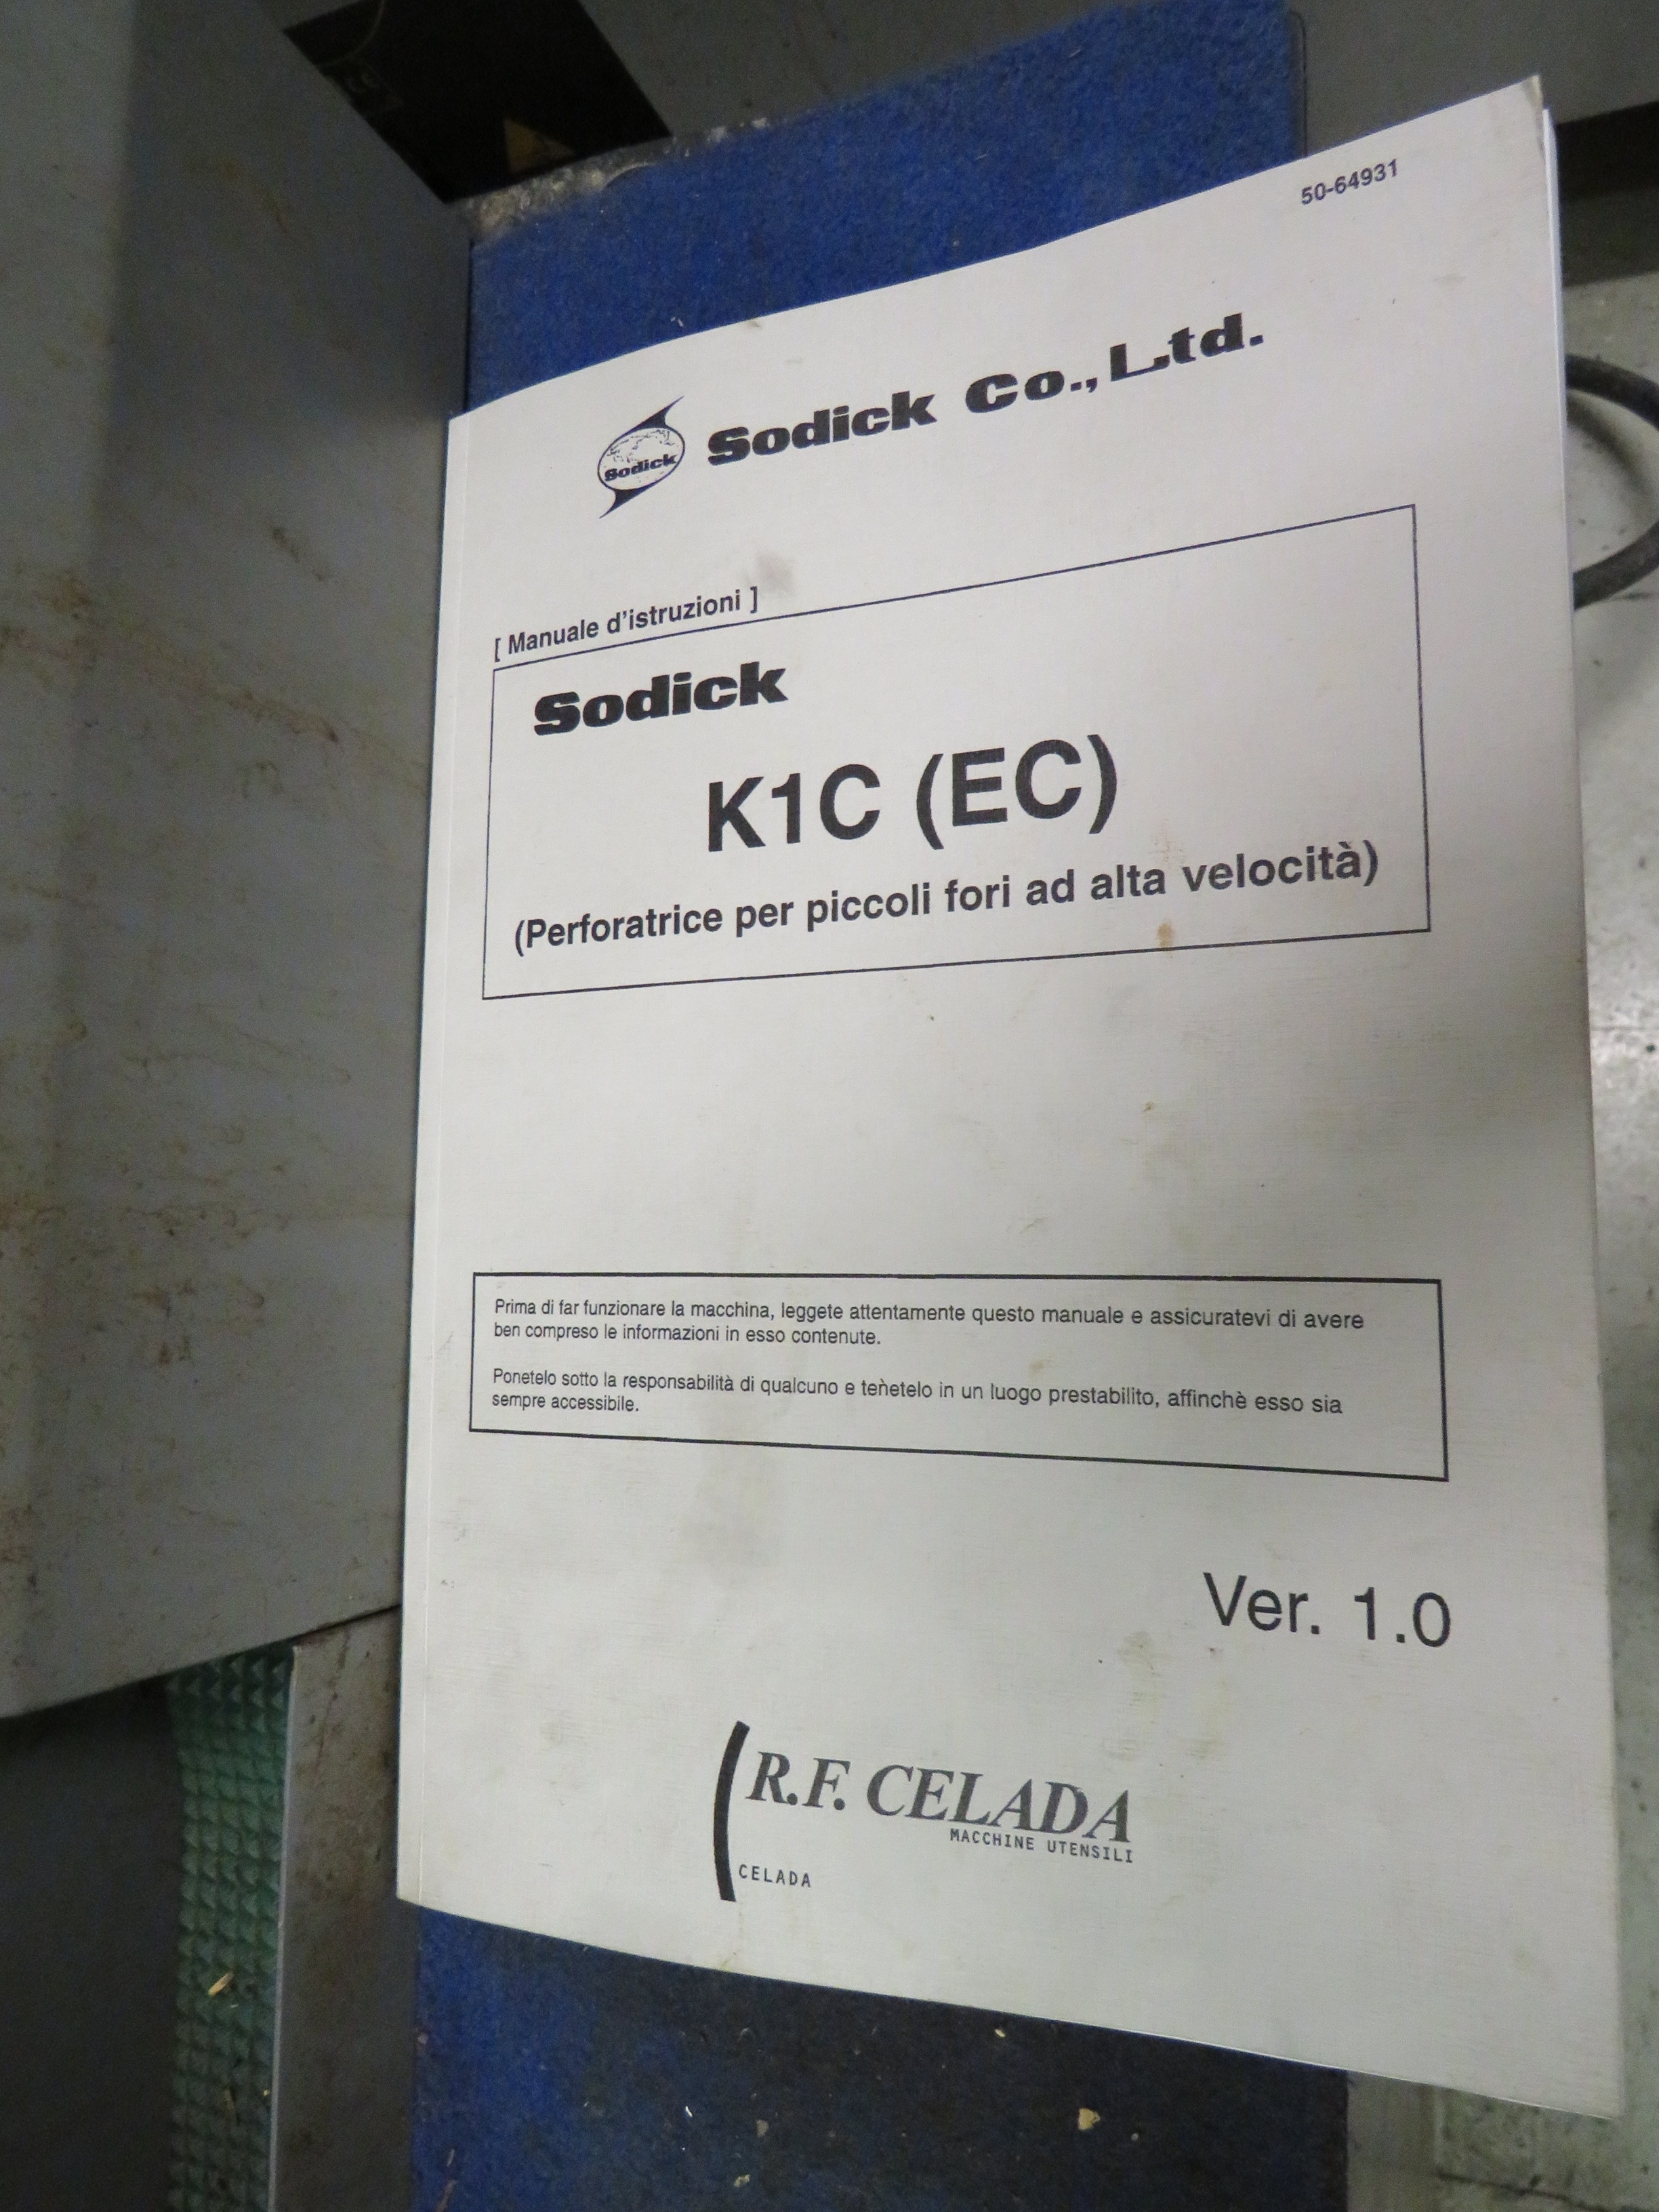 50-64931
Sodick
Sodick Co., Ltd.
[ Manuale d'istruzioni ]
Sodick
K1C (EC)
(Perforatrice per piccoli fori ad alta velocità)
Prima di far funzionare la macchina, leggete attentamente questo manuale e assicuratevi di avere
ben compreso le informazioni in esso contenute.
Ponetelo sotto la responsabilità di qualcuno e tenetelo in un luogo prestabilito, affinchè esso sia
sempre accessibile.
Ver. 1.0
R.F. CELADA
MACCHINE UTENSILI
CELADA